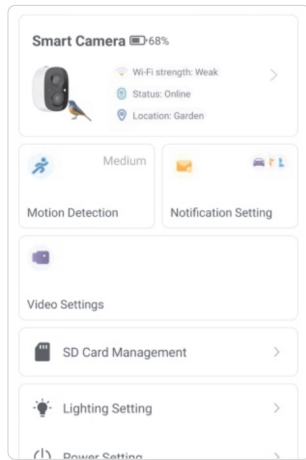 Smart Camera 68%
Wi-Fi strength: Weak
Status: Online
Location: Garden
Medium
Motion Detection
Notification Setting
Video Settings
SD Card Management
Lighting Setting
Power Setting